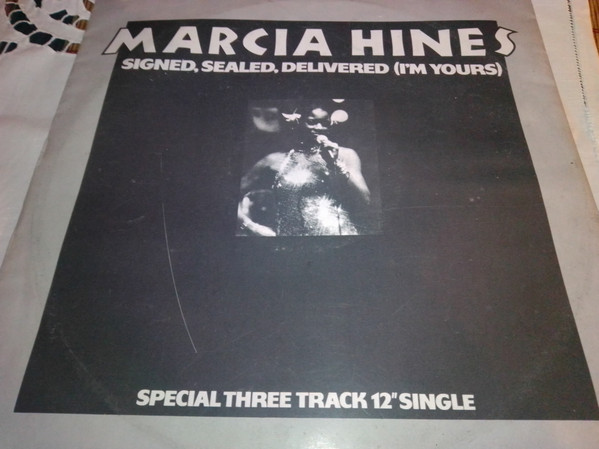 MARCIA HINES
SIGNED, SEALED, DELIVERED (I'M YOURS)
SPECIAL THREE TRACK 12" SINGLE